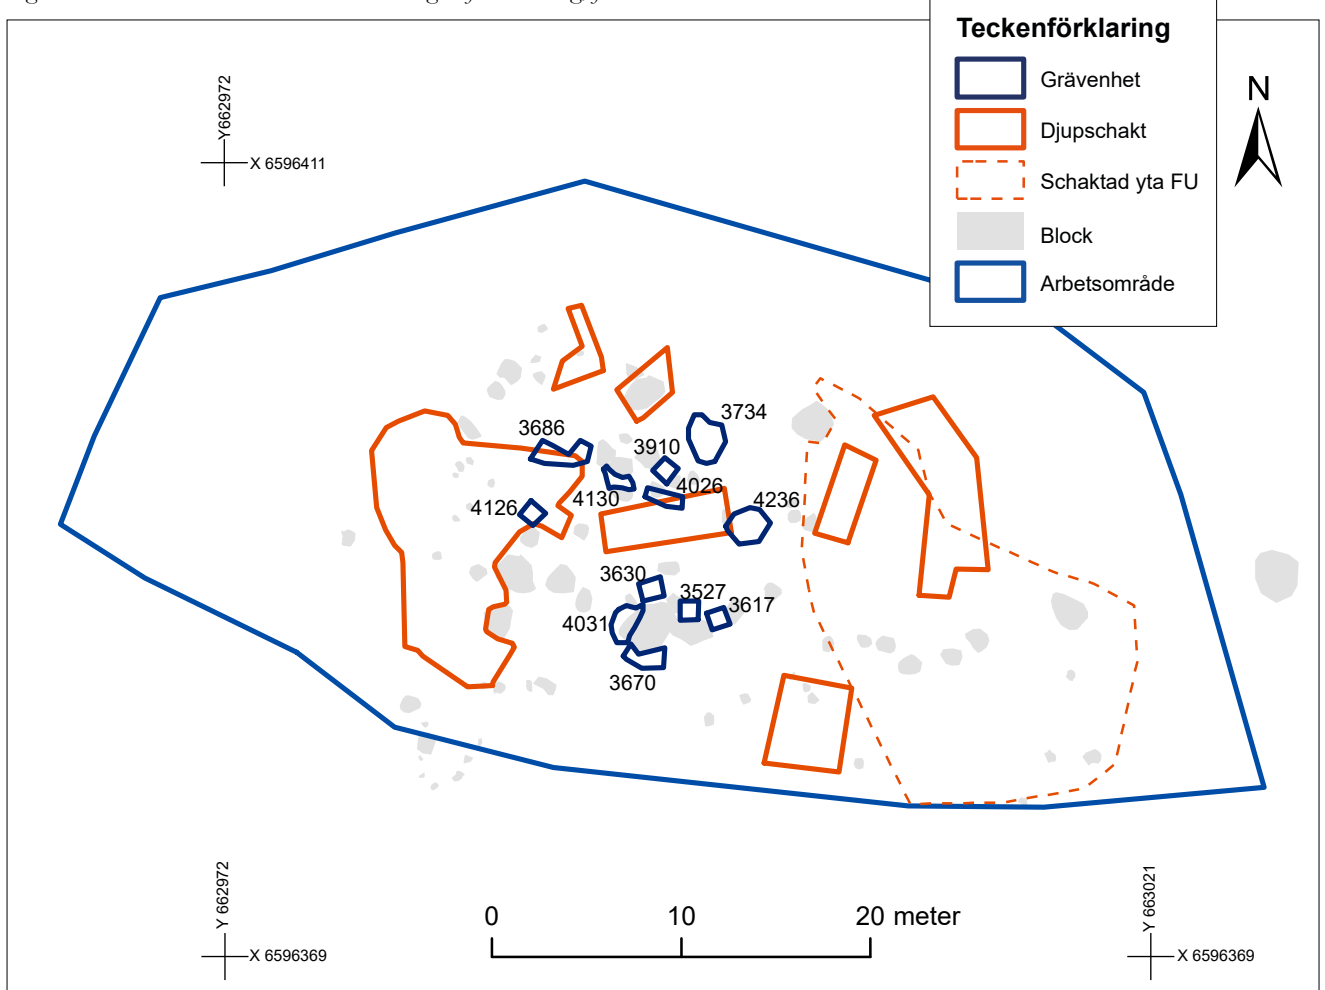 Teckenförklaring
Grävenhet
Djupschakt
Schaktad yta FU
Block
Arbetsområde
N
Y662972
X 6596411
3734
3686
3910
4130
4026
4126
4236
3630
3527
3617
4031
3670
Y 662972
X 6596369
0 10 20 meter
Y 663021
X 6596369